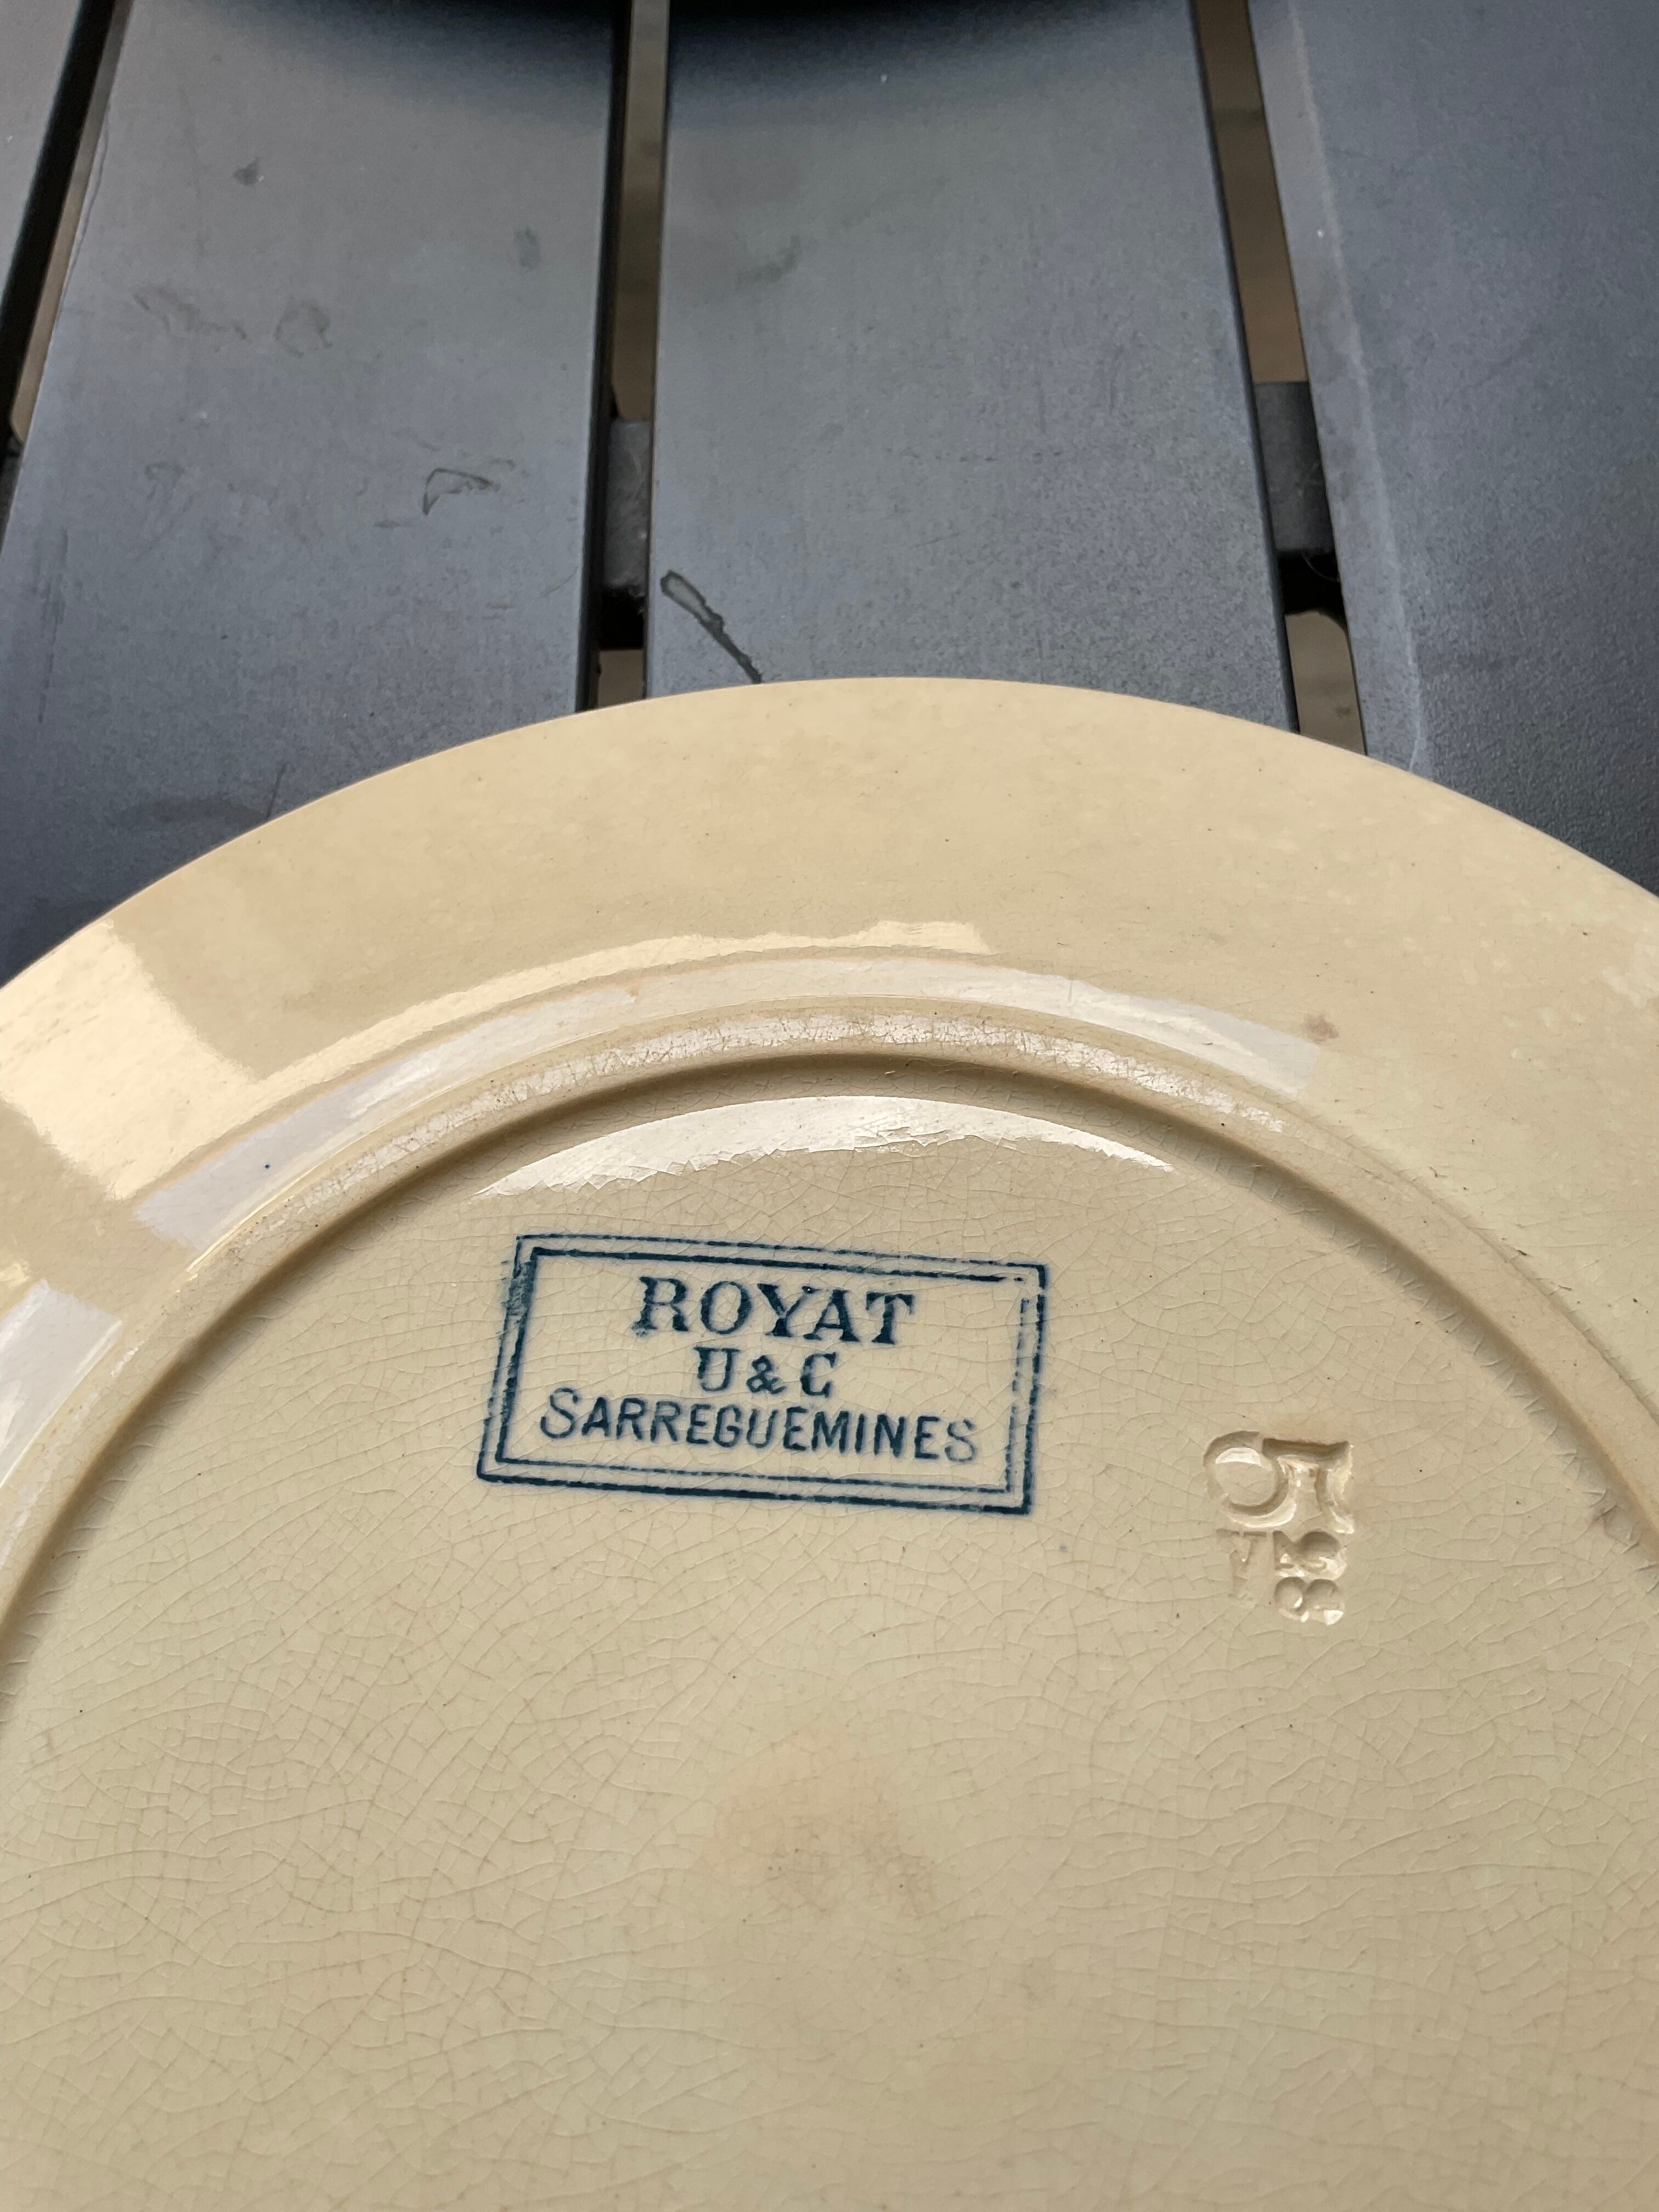 ROYAT
U & C
SARREGUEMINES